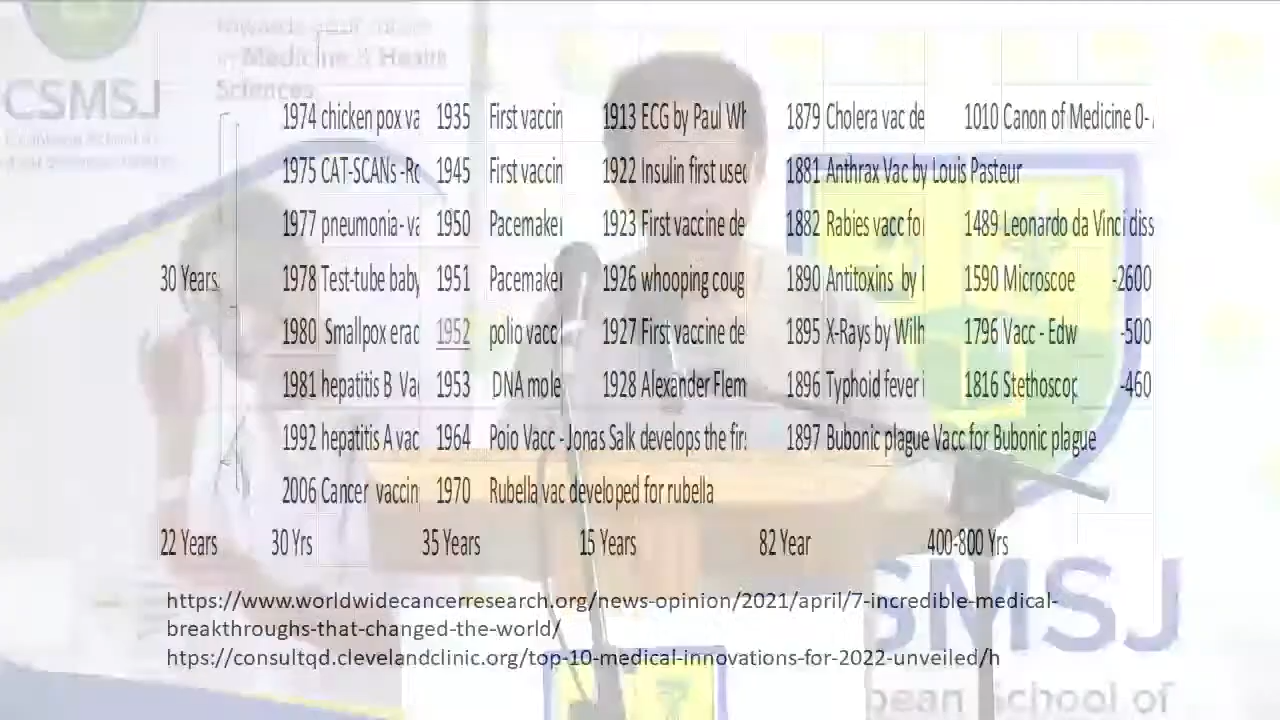 CSMSJ
in Medicine & Health
Sciences
1974 chicken pox va 1935 First vaccin 1913 ECG by Paul Wh 1879 Cholera vac de 1010 Canon of Medicine 0-
1975 CAT-SCANs -Ro 1945 First vaccin 1922 Insulin first used 1881 Anthrax Vac by Louis Pasteur
1977 pneumonia- va 1950 Pacemaker 1923 First vaccine de 1882 Rabies vacc fo 1489 Leonardo da Vinci diss
30 Years 1978 Test-tube baby 1951 Pacemaker 1926 whooping coug 1890 Antitoxins by 1590 Microscoe -2600
1980 Smallpox erad 1952 polio vacc 1927 First vaccine de 1895 X-Rays by Wilh 1796 Vacc - Edw -500
1981 hepatitis B Va 1953 DNA mole 1928 Alexander Flem 1896 Typhoid fever 1816 Stethoscop -460
1992 hepatitis A vac 1964 Poio Vacc -Jonas Salk develops the fir 1897 Bubonic plague Vacc for Bubonic plague
2006 Cancer vaccin 1970 Rubella vac developed for rubella
22 Years 30 Yrs 35 Years 15 Years 82 Year 400-800 Yrs
https://www.worldwidecancerresearch.org/news-opinion/2021/april/7-incredible-medical-
breakthroughs-that-changed-the-world/
htps://consultqd.clevelandclinic.org/top-10-medical-innovations-for-2022-unveiled/h
SMSJ
bean School of